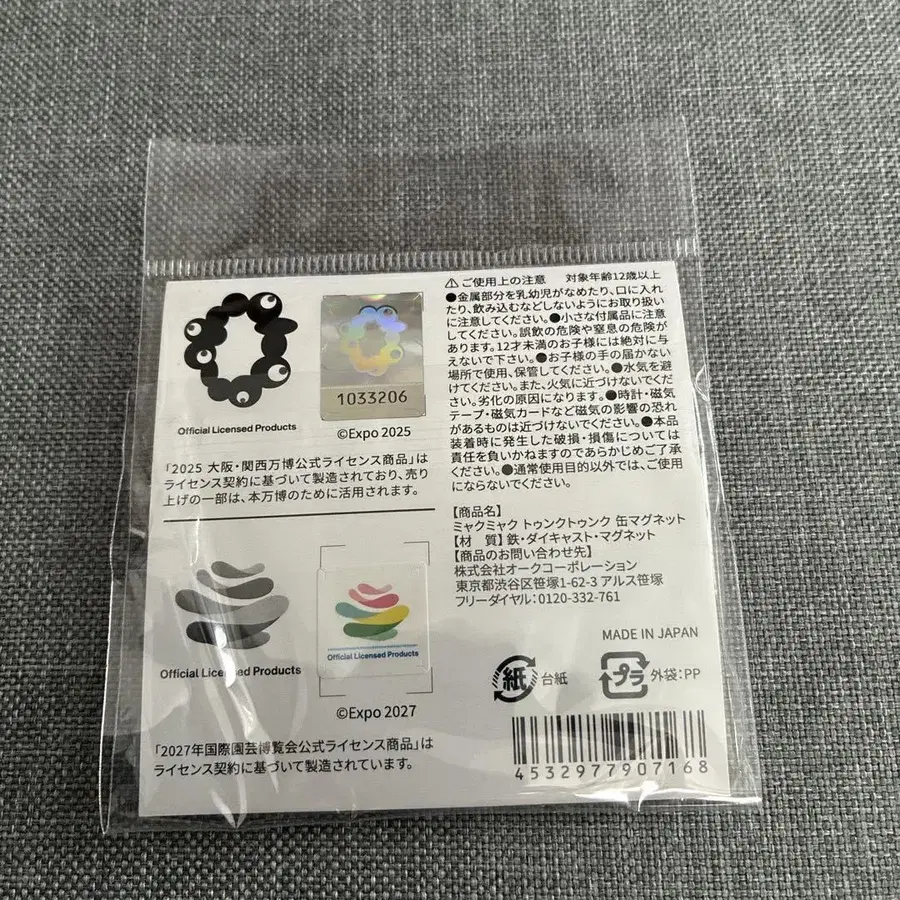 Official Licensed Products
1033206
©Expo 2025
「2025 大阪・関西万博公式ライセンス商品」は
ライセンス契約に基づいて製造されており、売り
上げの一部は、本万博のために活用されます。
Official Licensed Products
Official Licensed Products
©Expo 2027
「2027年国際園芸博覧会公式ライセンス商品」は
ライセンス契約に基づいて製造されています。
⚠ご使用上の注意 対象年齢12歳以上
●金属部分を乳幼児がなめたり、口に入れ
たり、飲み込むなどしないようにお取り扱い
に注意してください。●小さな付属品に注意
してください。誤飲の危険や窒息の危険が
あります。12才未満のお子様には絶対に与
えないで下さい。●お子様の手の届かない
場所で使用、保管してください。●水気を避
けてください。また、火気に近づけないでくだ
さい。劣化の原因になります。●時計・磁気
テープ・磁気カードなど磁気の影響の恐れ
があるものは近づけないでください。●本品
装着時に発生した破損・損傷については
責任を負いかねますのであらかじめご了承
ください。●通常使用目的以外では、ご使用
にならないでください。
【商品名】
ミャクミャク トゥンクトゥンク 缶マグネット
【材 質】鉄・ダイキャスト・マグネット
【商品のお問い合わせ先】
株式会社オークコーポレーション
東京都渋谷区笹塚1-62-3 アルス笹塚
フリーダイヤル:0120-332-761
MADE IN JAPAN
紙 台紙 プラ 外袋:PP
4532977907168